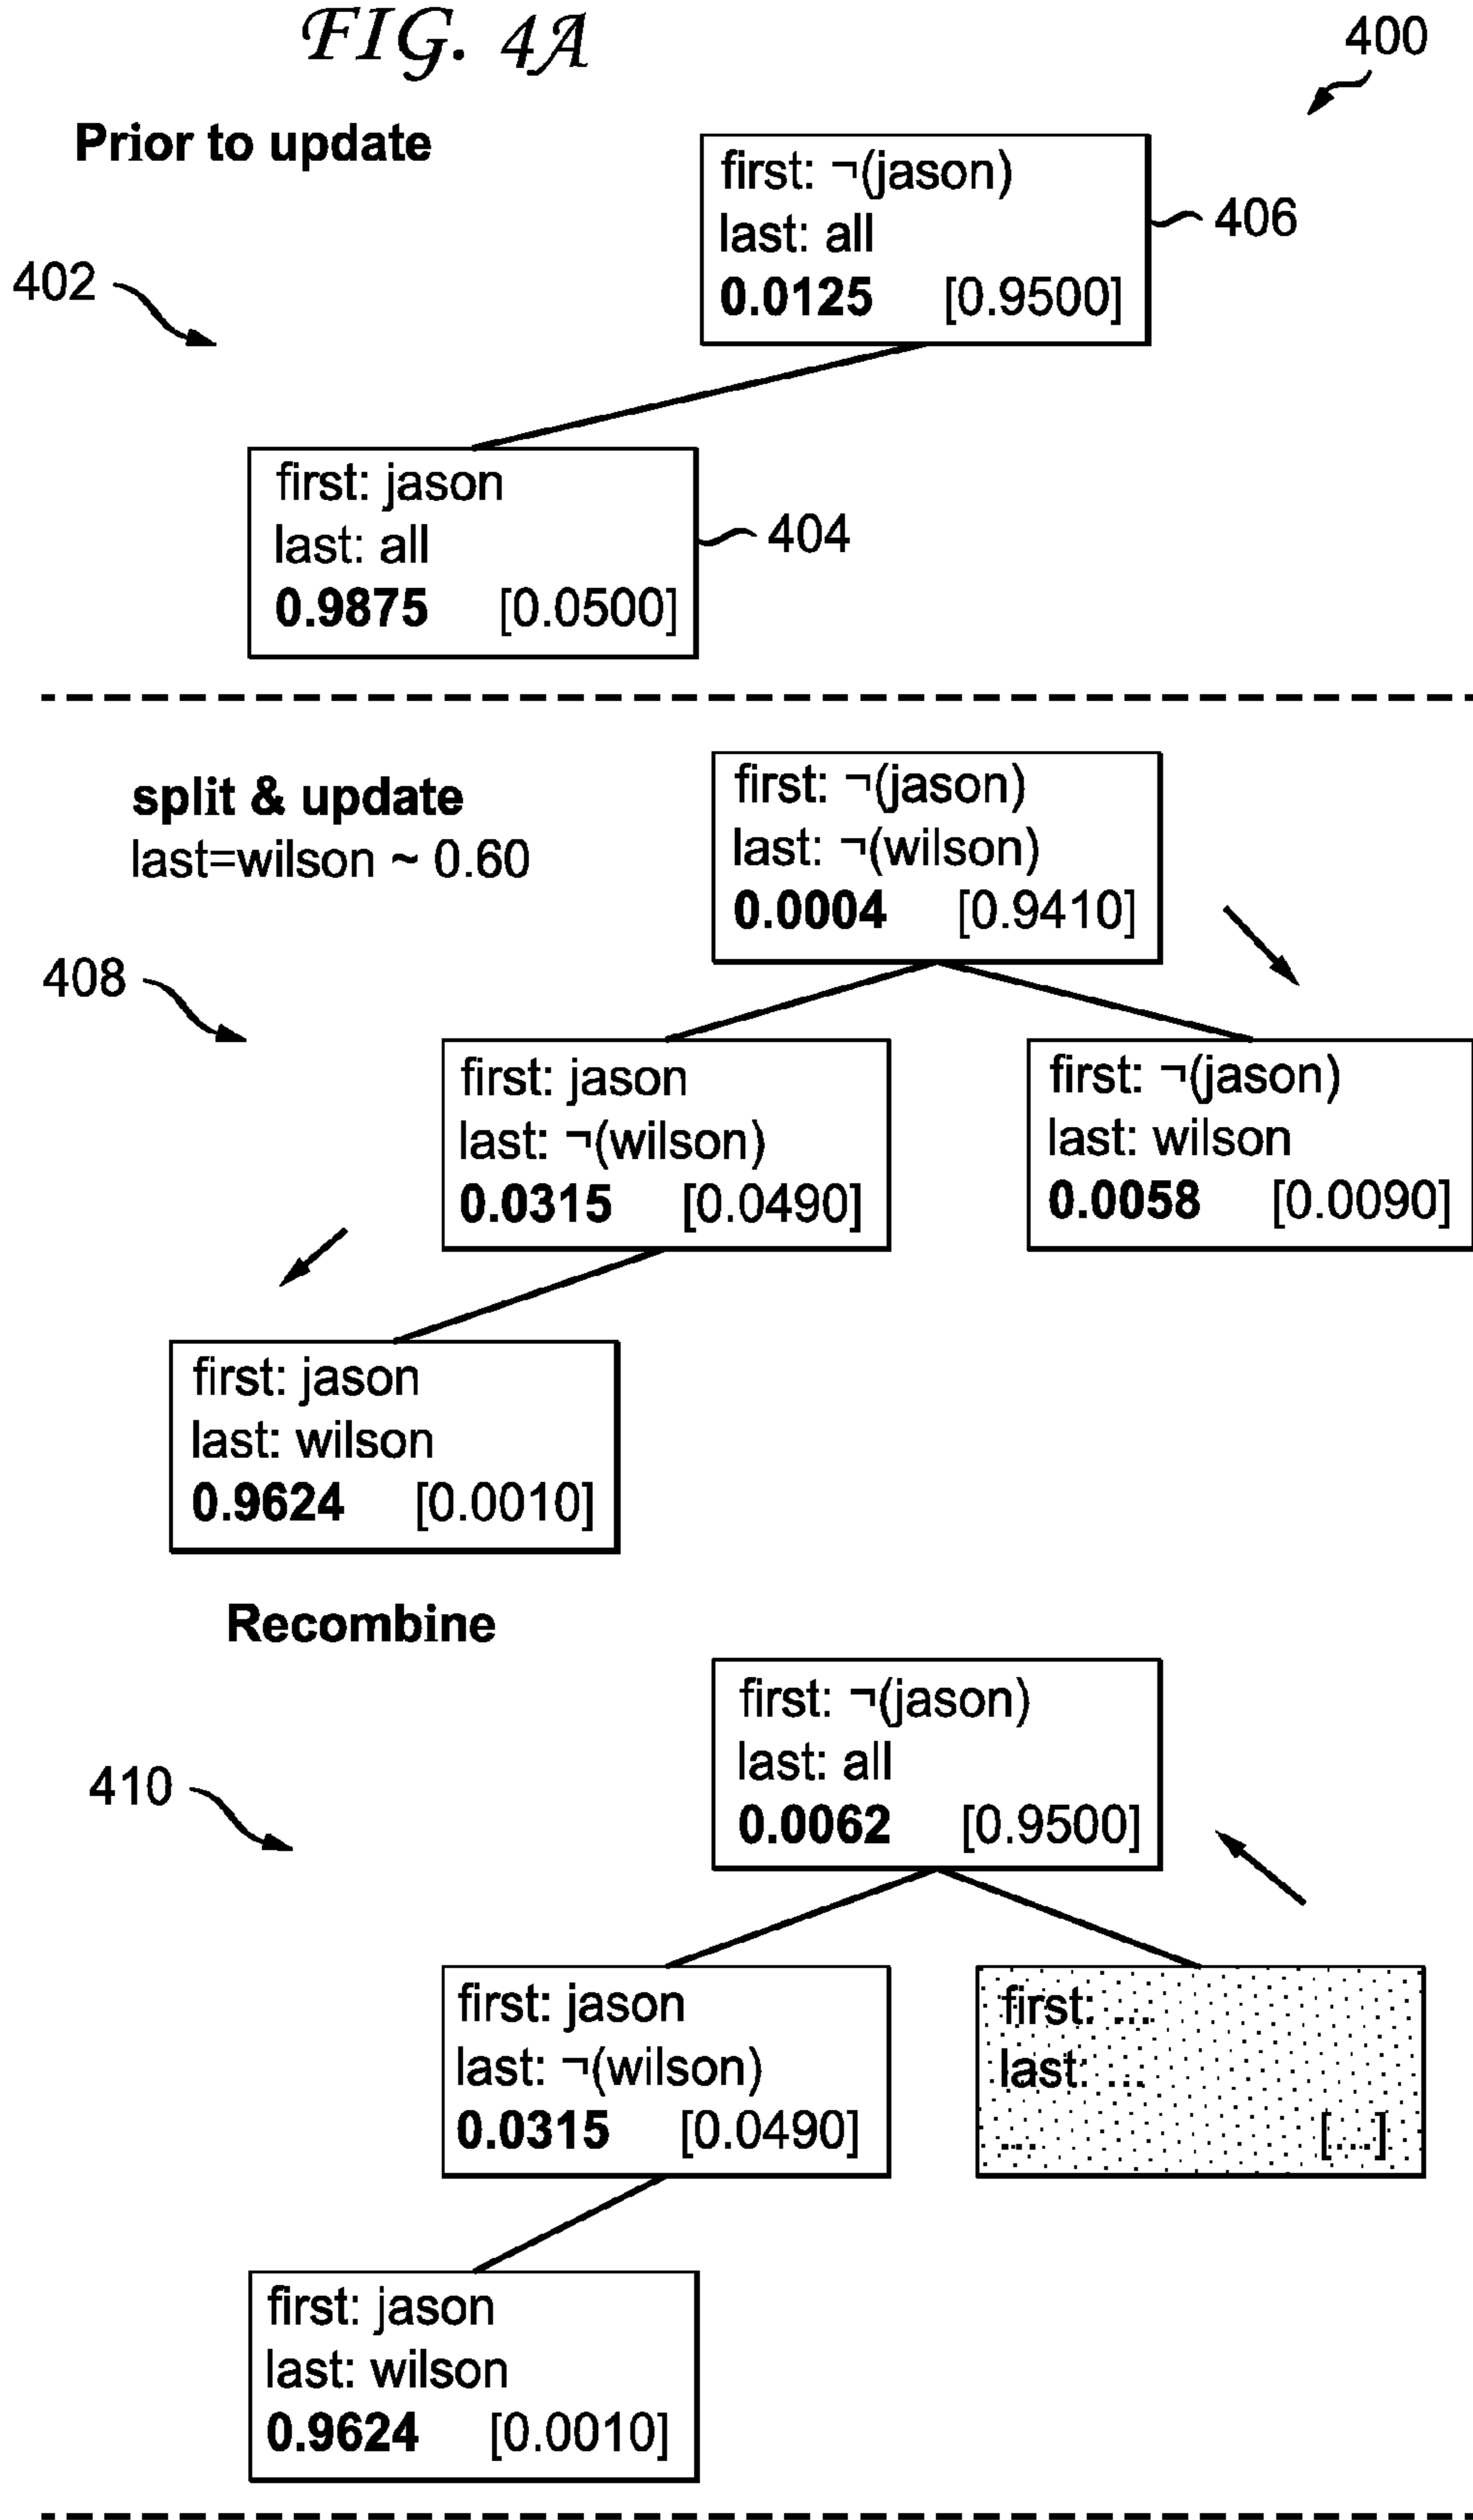 FIG. 4A
400
Prior to update
first: ¬(jason)
last: all
0.0125 [0.9500]
406
402
first: jason
last: all
0.9875 [0.0500]
404
split & update
last=wilson ~ 0.60
first: ¬(jason)
last: ¬(wilson)
0.0004 [0.9410]
408
first: jason
last: ¬(wilson)
0.0315 [0.0490]
first: ¬(jason)
last: wilson
0.0058 [0.0090]
first: jason
last: wilson
0.9624 [0.0010]
Recombine
first: ¬(jason)
last: all
0.0062 [0.9500]
410
first: jason
last: ¬(wilson)
0.0315 [0.0490]
first: ...
last: ...
... [...]
first: jason
last: wilson
0.9624 [0.0010]